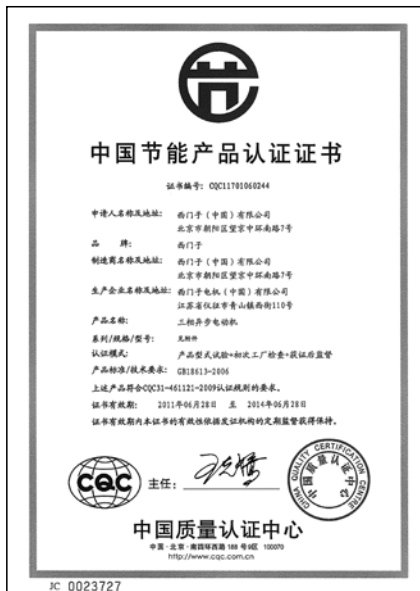 中国节能产品认证证书
证书编号: CQC11701060244
申请人名称及地址: 西门子(中国)有限公司
北京市朝阳区望京中环南路7号
品 牌: 西门子
制造商名称及地址: 西门子(中国)有限公司
北京市朝阳区望京中环南路7号
生产企业名称及地址: 西门子电机(中国)有限公司
江苏省仪征市青山镇西街110号
产品名称: 三相异步电动机
系列/规格/型号: 见附件
认证模式: 产品型式试验+初次工厂检查+获证后监督
产品标准/技术要求: GB18613-2006
上述产品符合CQC31-461121-2009认证规则的要求。
证书有效期: 2011年06月28日 至 2014年06月28日
证书有效期内本证书的有效性依据发证机构的定期监督获得保持。
CQC
主任:
CHINA QUALITY CERTIFICATION CENTRE
中国质量认证中心
中国质量认证中心
中国·北京·南四环西路 188 号9区 100070
http://www.cqc.com.cn
JC 0023727